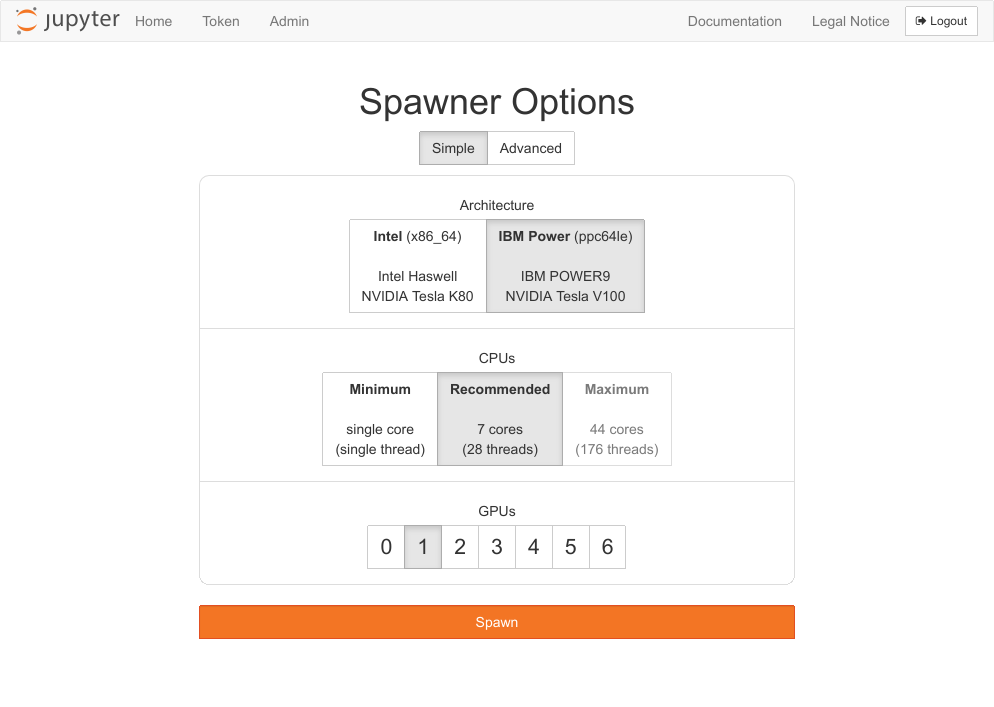 jupyter Home Token Admin Documentation Legal Notice Logout
Spawner Options
Simple Advanced
Architecture
Intel (x86_64) IBM Power (ppc64le)
Intel Haswell IBM POWER9
NVIDIA Tesla K80 NVIDIA Tesla V100
CPUs
Minimum Recommended Maximum
single core 7 cores 44 cores
(single thread) (28 threads) (176 threads)
GPUs
0 1 2 3 4 5 6
Spawn